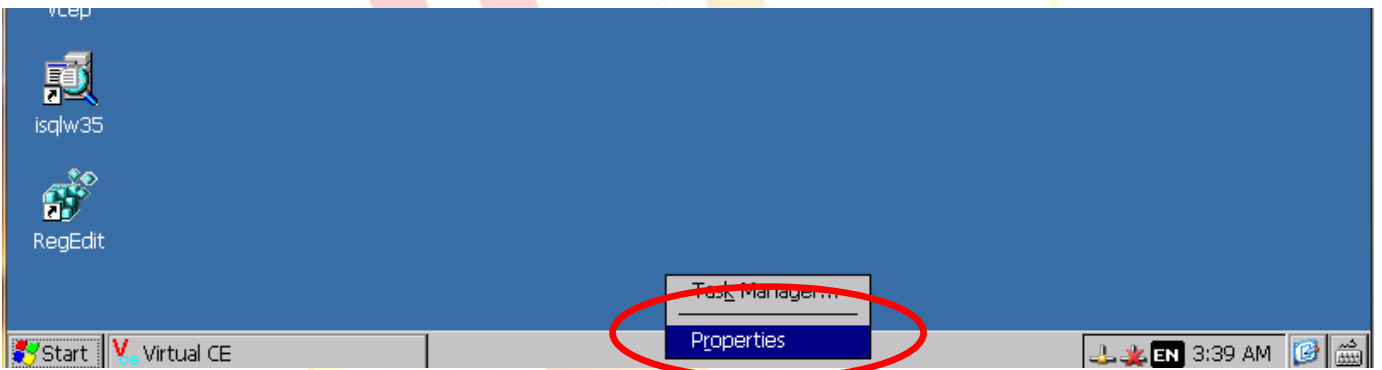 vcep
isqlw35
RegEdit
Task Manager...
Properties
Start
Virtual CE
EN 3:39 AM